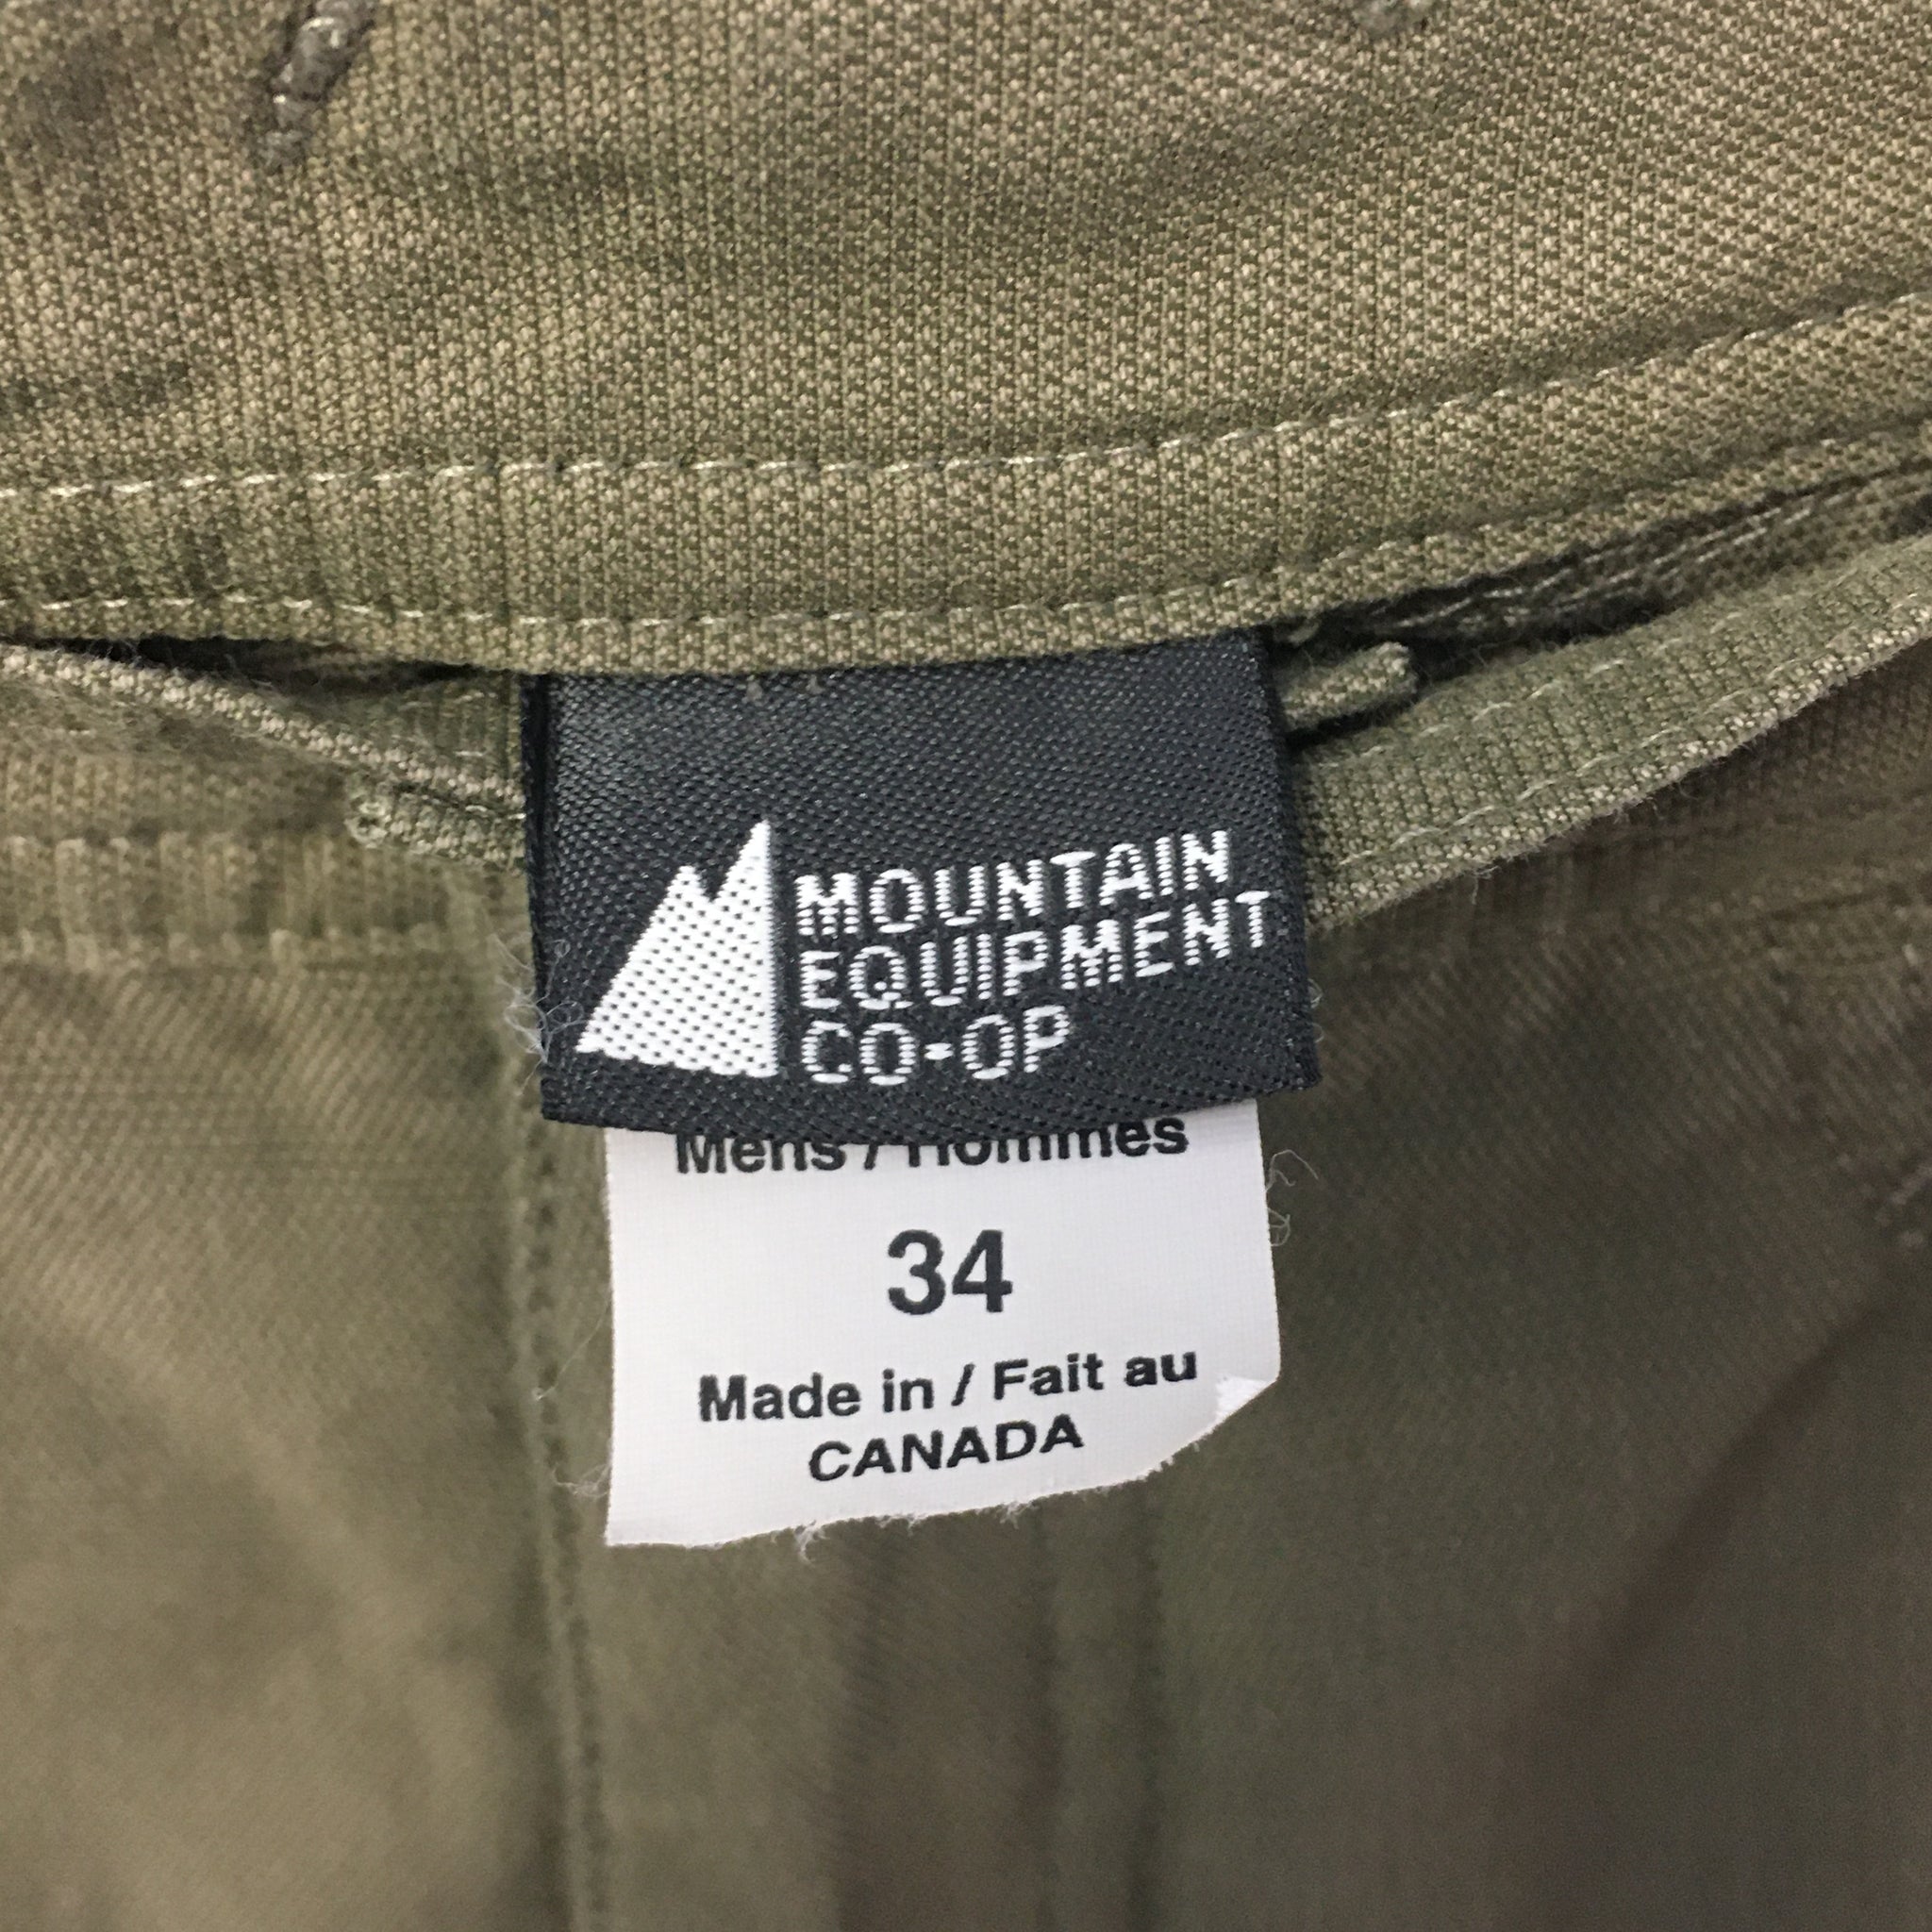 MOUNTAIN
EQUIPMENT
CO-OP
Mens / Hommes
34
Made in / Fait au
CANADA